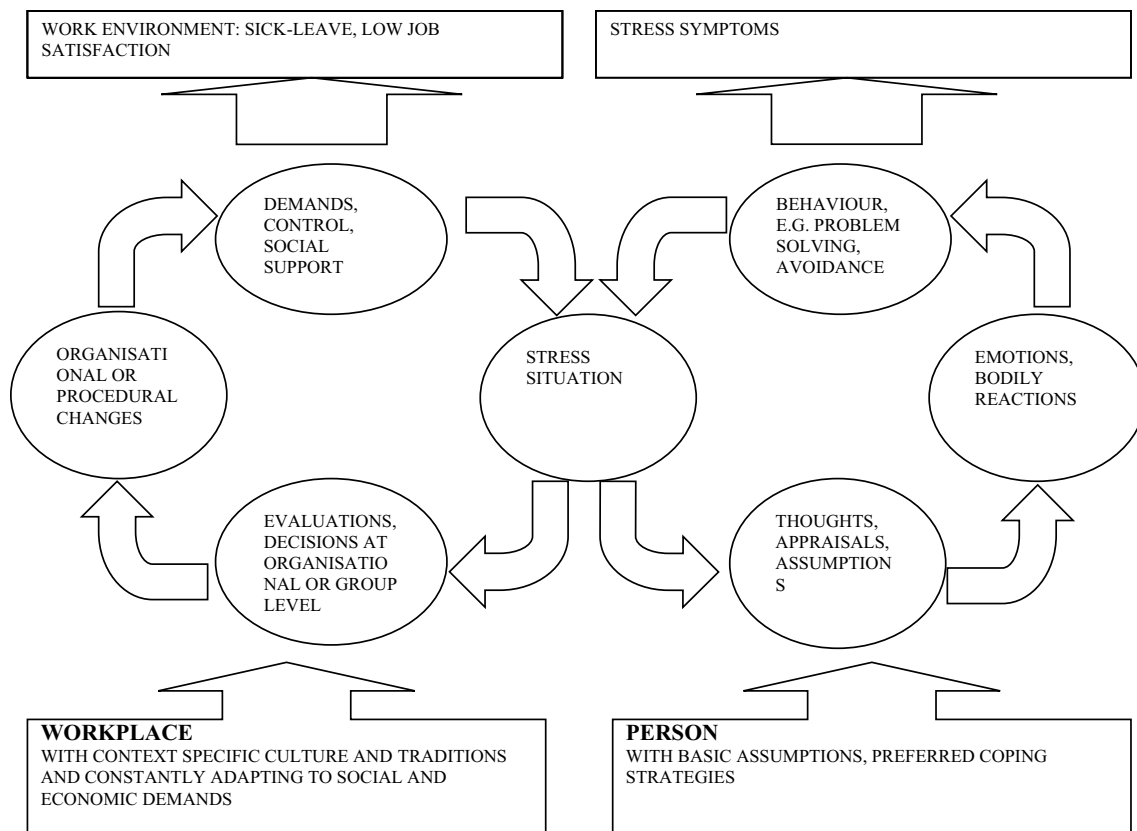 WORK ENVIRONMENT: SICK-LEAVE, LOW JOB
SATISFACTION
STRESS SYMPTOMS
DEMANDS,
CONTROL,
SOCIAL
SUPPORT
BEHAVIOUR,
E.G. PROBLEM
SOLVING,
AVOIDANCE
ORGANISATI
ONAL OR
PROCEDURAL
CHANGES
STRESS
SITUATION
EMOTIONS,
BODILY
REACTIONS
EVALUATIONS,
DECISIONS AT
ORGANISATIO
NAL OR GROUP
LEVEL
THOUGHTS,
APPRAISALS,
ASSUMPTION
S
WORKPLACE
WITH CONTEXT SPECIFIC CULTURE AND TRADITIONS
AND CONSTANTLY ADAPTING TO SOCIAL AND
ECONOMIC DEMANDS
PERSON
WITH BASIC ASSUMPTIONS, PREFERRED COPING
STRATEGIES